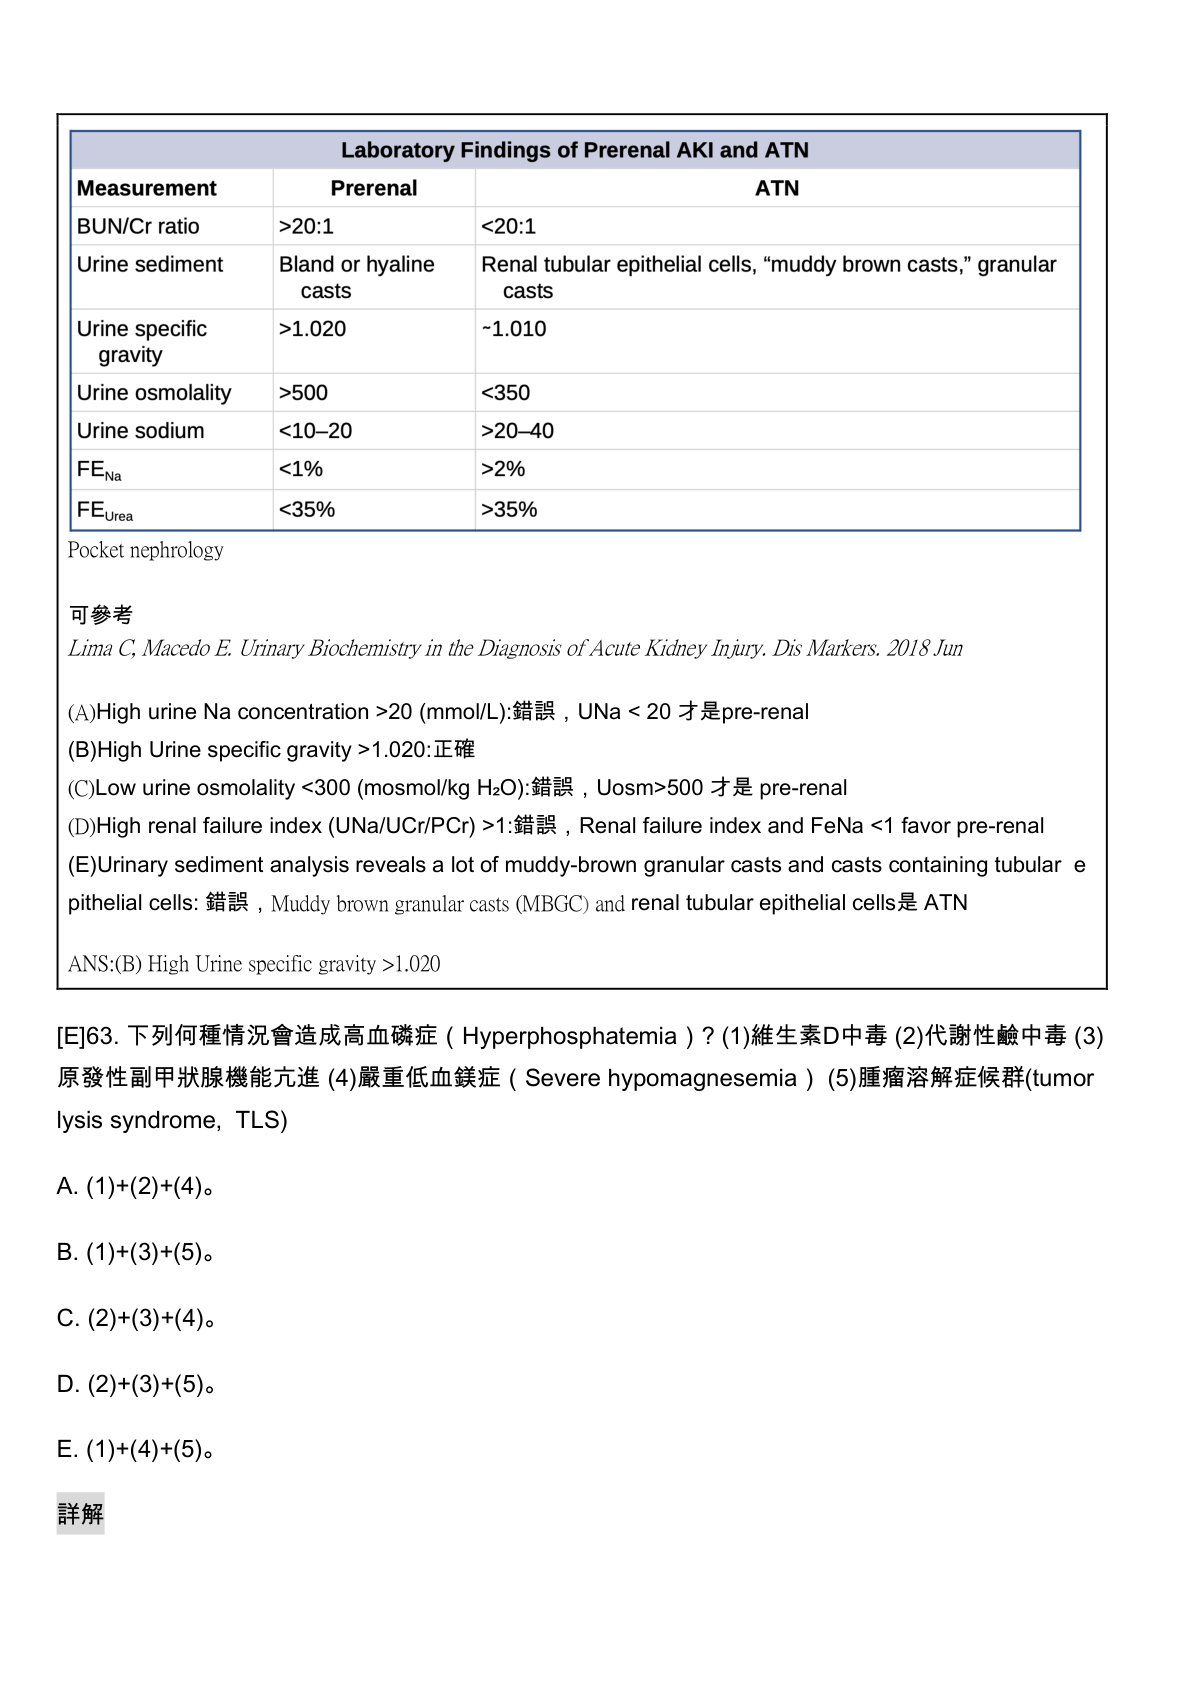 Laboratory Findings of Prerenal AKI and ATN
Measurement Prerenal ATN
BUN/Cr ratio >20:1 <20:1
Urine sediment Bland or hyaline casts Renal tubular epithelial cells, “muddy brown casts,” granular casts
Urine specific gravity >1.020 ~1.010
Urine osmolality >500 <350
Urine sodium <10–20 >20–40
FENa <1% >2%
FEUrea <35% >35%
Pocket nephrology
可參考
Lima C, Macedo E. Urinary Biochemistry in the Diagnosis of Acute Kidney Injury. Dis Markers. 2018 Jun
(A)High urine Na concentration >20 (mmol/L):錯誤，UNa < 20 才是pre-renal
(B)High Urine specific gravity >1.020:正確
(C)Low urine osmolality <300 (mosmol/kg H₂O):錯誤，Uosm>500 才是 pre-renal
(D)High renal failure index (UNa/UCr/PCr) >1:錯誤，Renal failure index and FeNa <1 favor pre-renal
(E)Urinary sediment analysis reveals a lot of muddy-brown granular casts and casts containing tubular e
pithelial cells: 錯誤，Muddy brown granular casts (MBGC) and renal tubular epithelial cells是 ATN
ANS:(B) High Urine specific gravity >1.020
[E]63. 下列何種情況會造成高血磷症（Hyperphosphatemia）? (1)維生素D中毒 (2)代謝性鹼中毒 (3)
原發性副甲狀腺機能亢進 (4)嚴重低血鎂症（Severe hypomagnesemia） (5)腫瘤溶解症候群(tumor
lysis syndrome, TLS)
A. (1)+(2)+(4)。
B. (1)+(3)+(5)。
C. (2)+(3)+(4)。
D. (2)+(3)+(5)。
E. (1)+(4)+(5)。
詳解